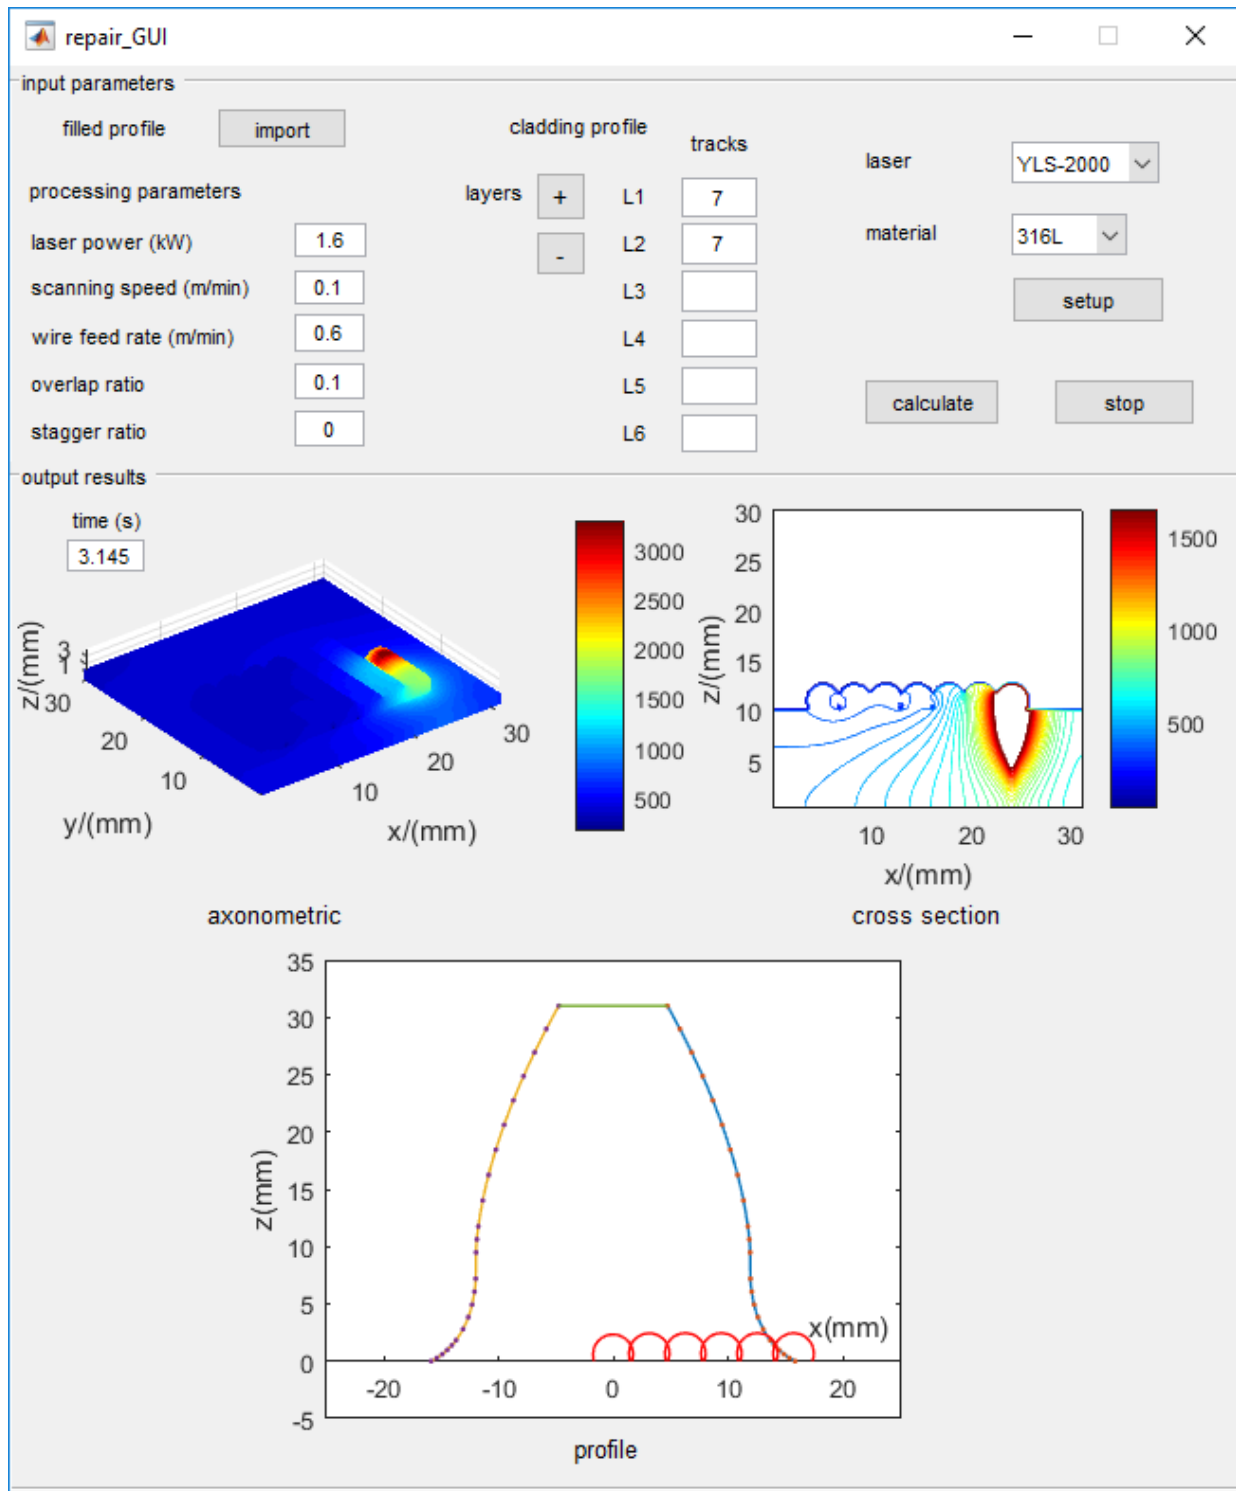 repair_GUI
input parameters
filled profile import cladding profile
tracks
laser YLS-2000
processing parameters layers + L1 7
laser power (kW) 1.6 - L2 7 material 316L
scanning speed (m/min) 0.1 L3 setup
wire feed rate (m/min) 0.6 L4
overlap ratio 0.1 L5 calculate stop
stagger ratio 0 L6
output results
time (s)
3.145
z/(mm)
3
1
30
20
10
y/(mm)
10
20
30
x/(mm)
3000
2500
2000
1500
1000
500
axonometric
30
25
20
15
10
5
z/(mm)
10 20 30
x/(mm)
1500
1000
500
cross section
35
30
25
20
15
10
5
0
-5
z(mm)
x(mm)
-20 -10 0 10 20
profile